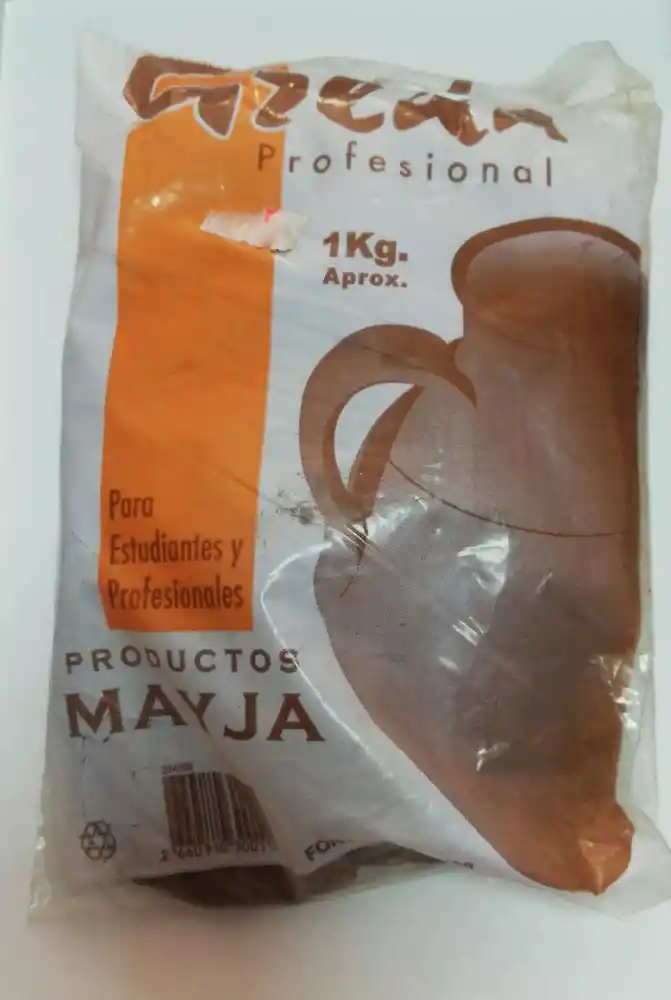 Greda
Profesional
1Kg.
Aprox.
Para
Estudiantes y
Profesionales
PRODUCTOS
MAYJA